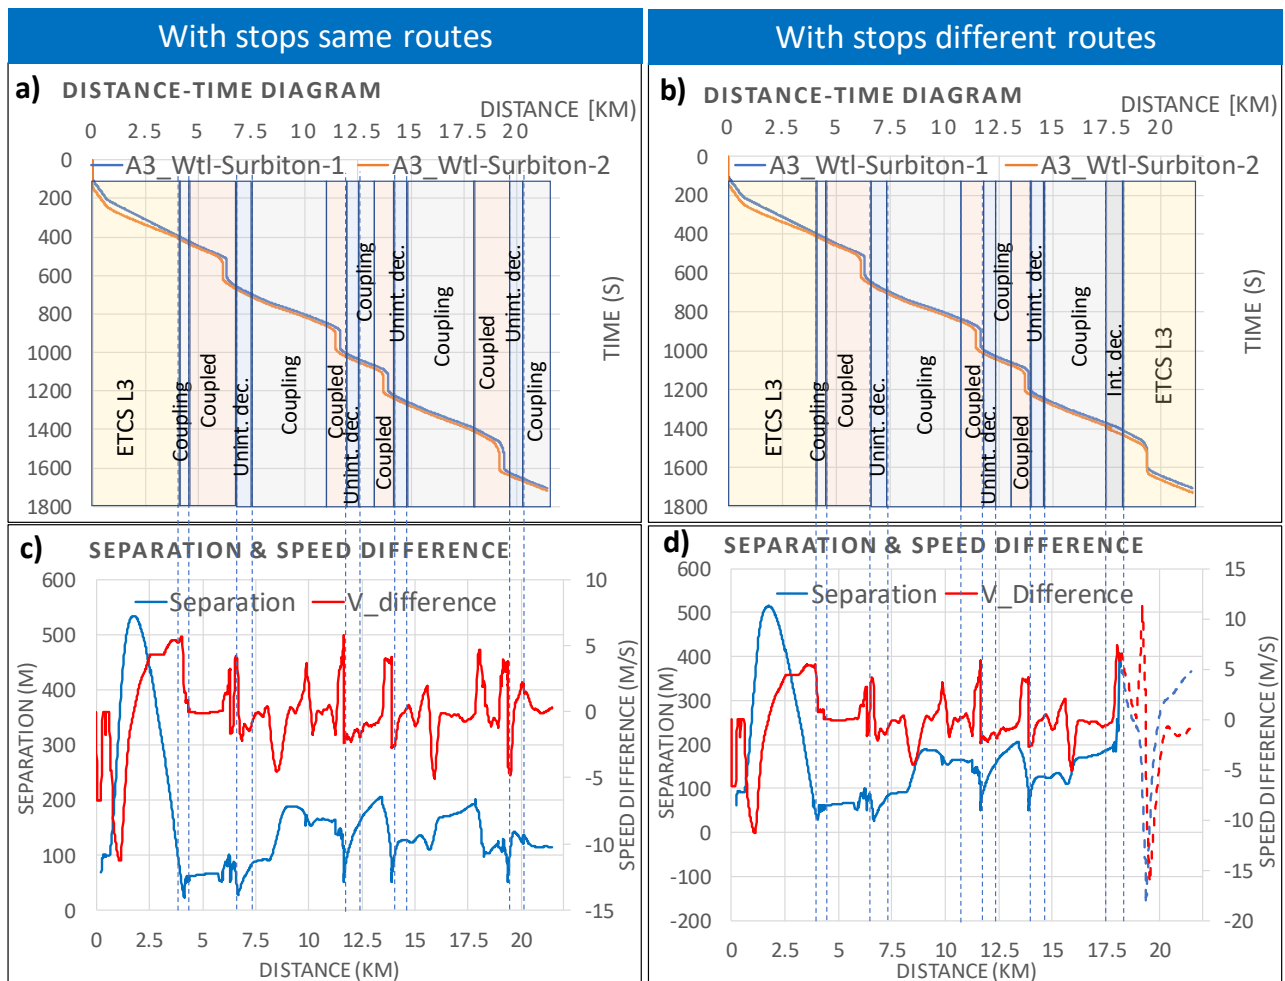 With stops same routes
With stops different routes
a) DISTANCE-TIME DIAGRAM
DISTANCE [KM]
0 2.5 5 7.5 10 12.5 15 17.5 20
0
200
400
600
800
1000
1200
1400
1600
1800
A3_Wtl-Surbiton-1 A3_Wtl-Surbiton-2
ETCS L3
Coupling
Coupled
Unint. dec.
Coupling
Coupled
Unint. dec.
Coupling
Coupled
Unint. dec.
Coupling
Coupled
Unint. dec.
Coupling
TIME (S)
b) DISTANCE-TIME DIAGRAM
DISTANCE [KM]
0 2.5 5 7.5 10 12.5 15 17.5 20
0
200
400
600
800
1000
1200
1400
1600
1800
A3_Wtl-Surbiton-1 A3_Wtl-Surbiton-2
ETCS L3
Coupling
Coupled
Unint. dec.
Coupling
Coupled
Unint. dec.
Coupling
Coupled
Unint. dec.
Coupling
Int. dec.
ETCS L3
TIME (S)
c) SEPARATION & SPEED DIFFERENCE
Separation V_difference
SEPARATION (M)
600
500
400
300
200
100
0
10
5
0
-5
-10
-15
SPEED DIFFERENCE (M/S)
0 2.5 5 7.5 10 12.5 15 17.5 20
DISTANCE (KM)
d) SEPARATION & SPEED DIFFERENCE
Separation V_Difference
SEPARATION (M)
600
500
400
300
200
100
0
-100
-200
15
10
5
0
-5
-10
-15
-20
SPEED DIFFERENCE (M/S)
0 2.5 5 7.5 10 12.5 15 17.5 20
DISTANCE (KM)